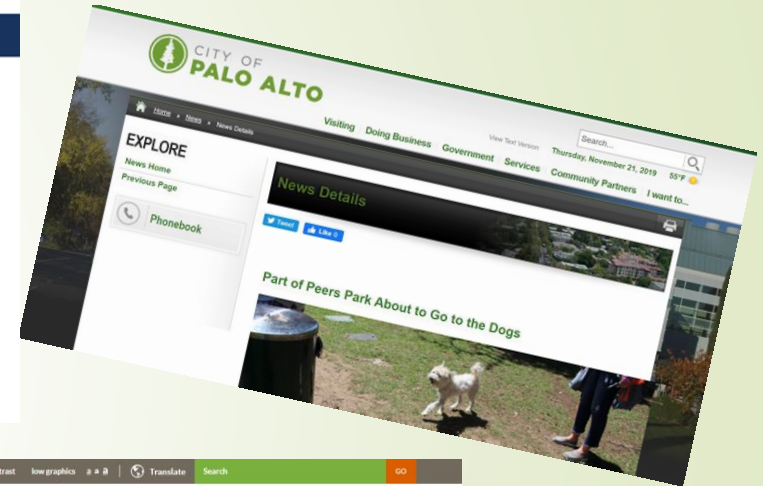 CITY OF
PALO ALTO
View Text Version
Search...
Thursday, November 21, 2019 55°F
Visiting Doing Business Government Services Community Partners I want to...
Home » News » News Details
EXPLORE
News Home
Previous Page
Phonebook
News Details
Tweet
Like 0
Part of Peers Park About to Go to the Dogs
low graphics a a a Translate Search GO